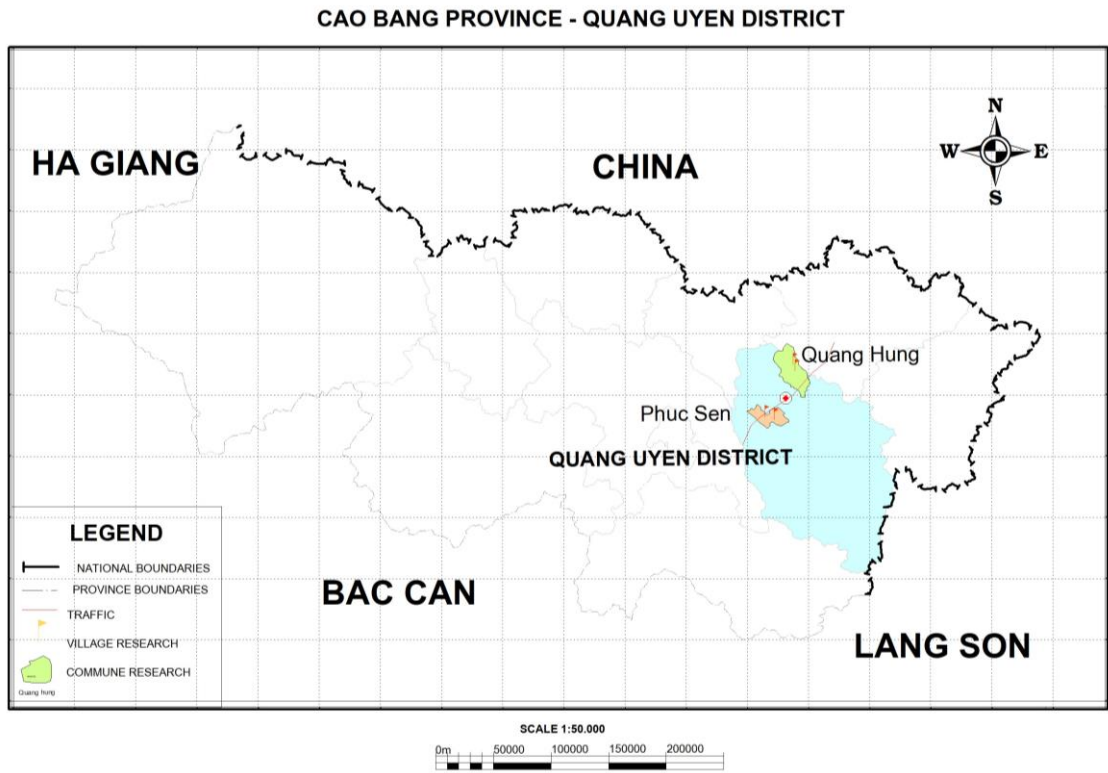 CAO BANG PROVINCE - QUANG UYEN DISTRICT
HA GIANG
CHINA
N
W E
S
Quang Hung
Phuc Sen
QUANG UYEN DISTRICT
LEGEND
NATIONAL BOUNDARIES
PROVINCE BOUNDARIES
TRAFFIC
VILLAGE RESEARCH
COMMUNE RESEARCH
Quang hung
BAC CAN
LANG SON
SCALE 1:50.000
0m 50000 100000 150000 200000